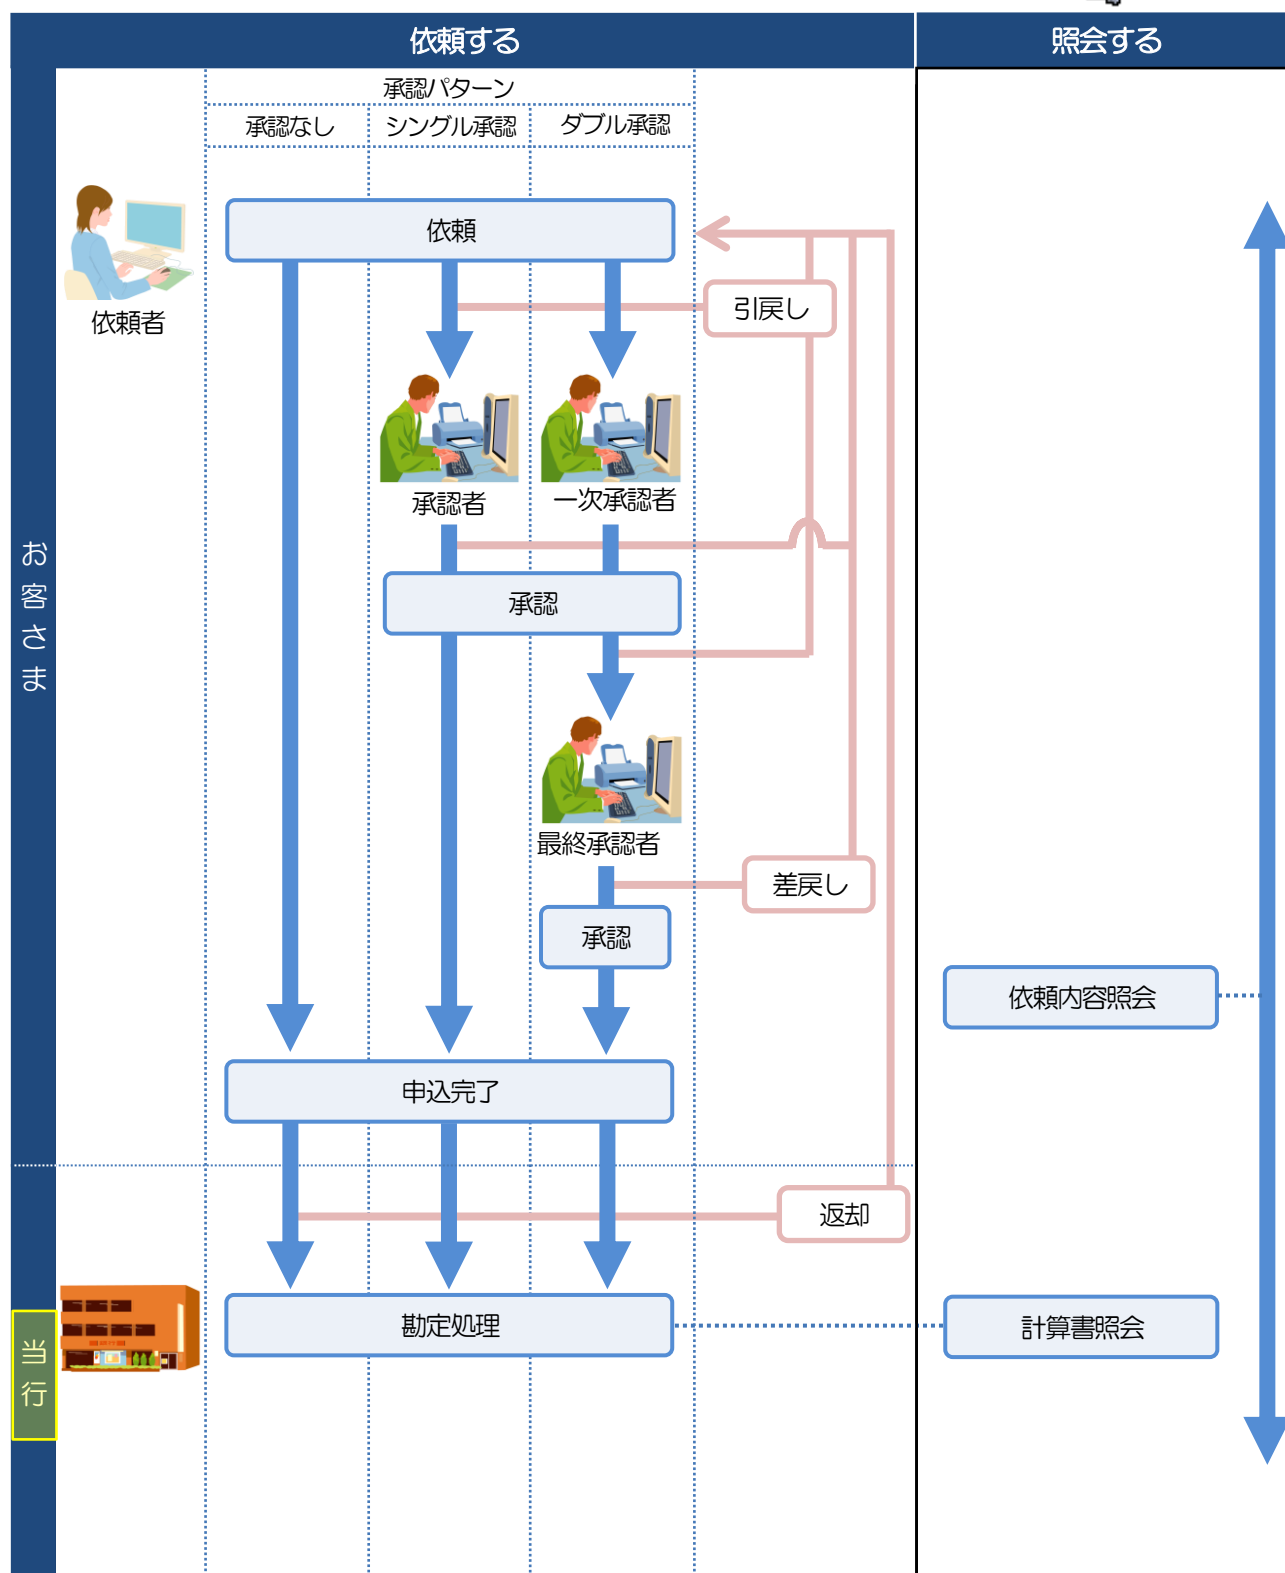 依頼する
照会する
承認パターン
承認なし
シングル承認
ダブル承認
依頼
依頼者
引戻し
承認者
一次承認者
お客さま
承認
最終承認者
差戻し
承認
依頼内容照会
申込完了
返却
当行
勘定処理
計算書照会